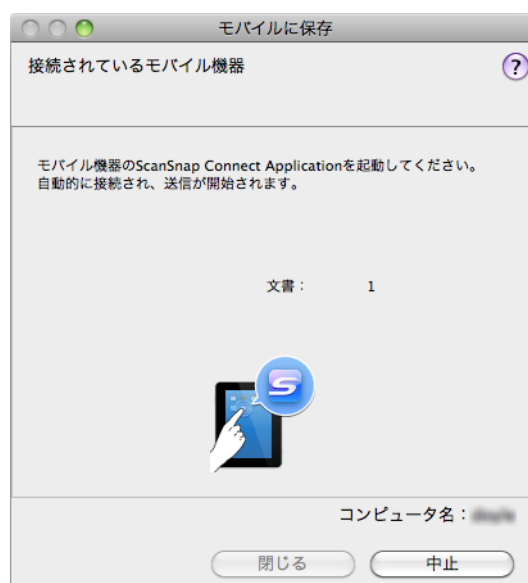 モバイルに保存
接続されているモバイル機器
?
モバイル機器のScanSnap Connect Applicationを起動してください。
自動的に接続され、送信が開始されます。
文書： 1
S
コンピュータ名：
閉じる 中止